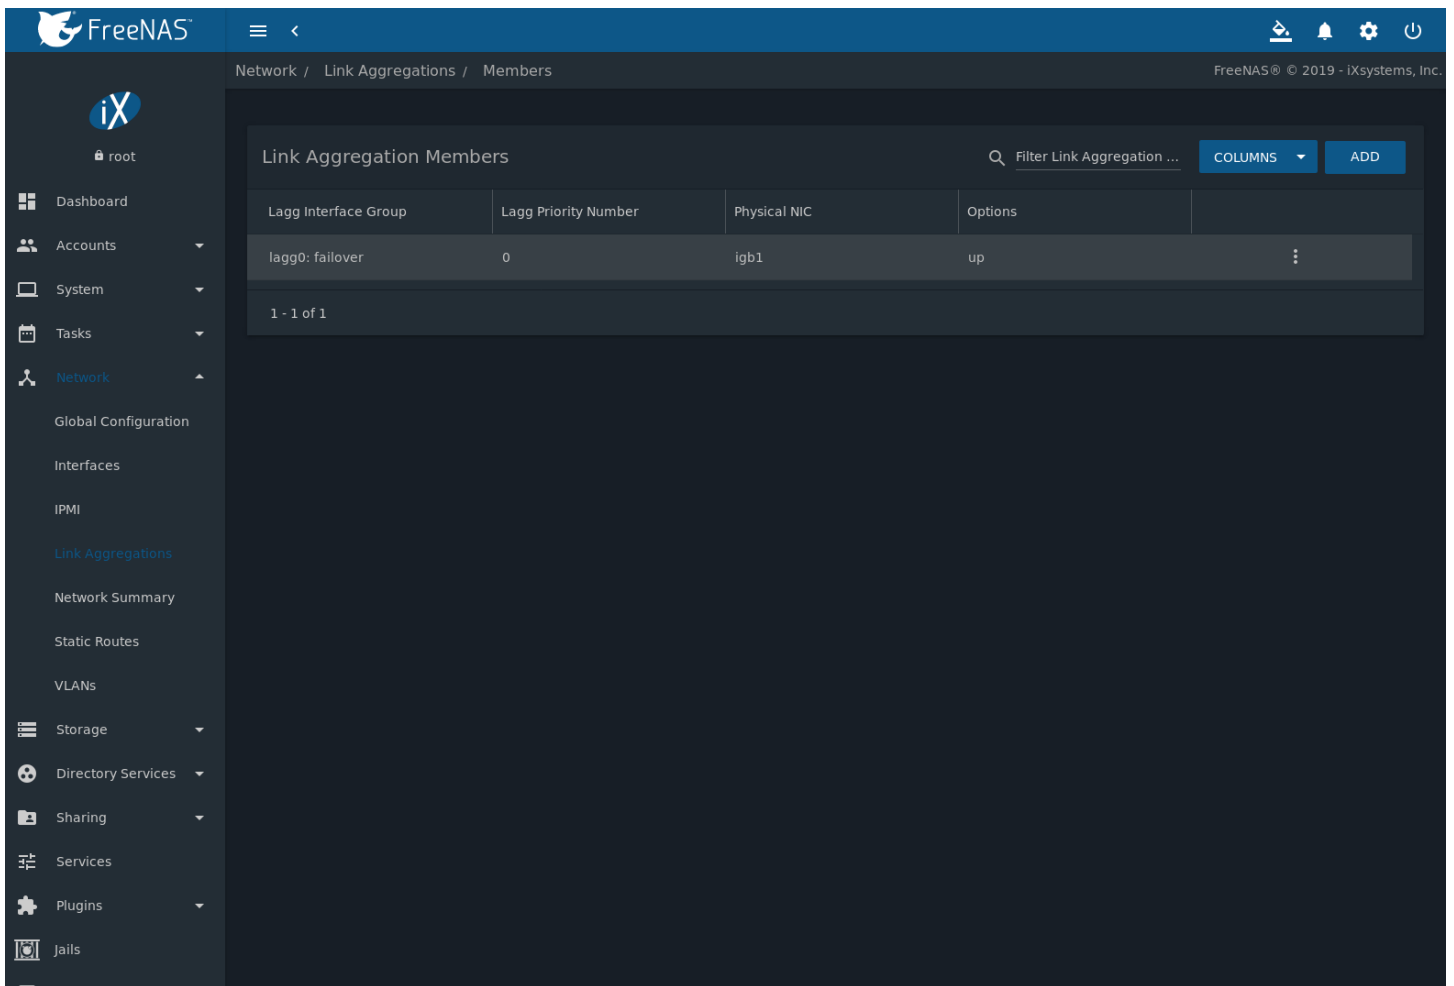 FreeNAS™
Network / Link Aggregations / Members
FreeNAS® © 2019 - iXsystems, Inc.
iX
root
Dashboard
Accounts
System
Tasks
Network
Global Configuration
Interfaces
IPMI
Link Aggregations
Network Summary
Static Routes
VLANs
Storage
Directory Services
Sharing
Services
Plugins
Jails
Link Aggregation Members
Filter Link Aggregation ...
COLUMNS
ADD
Lagg Interface Group Lagg Priority Number Physical NIC Options
lagg0: failover 0 igb1 up
1 - 1 of 1